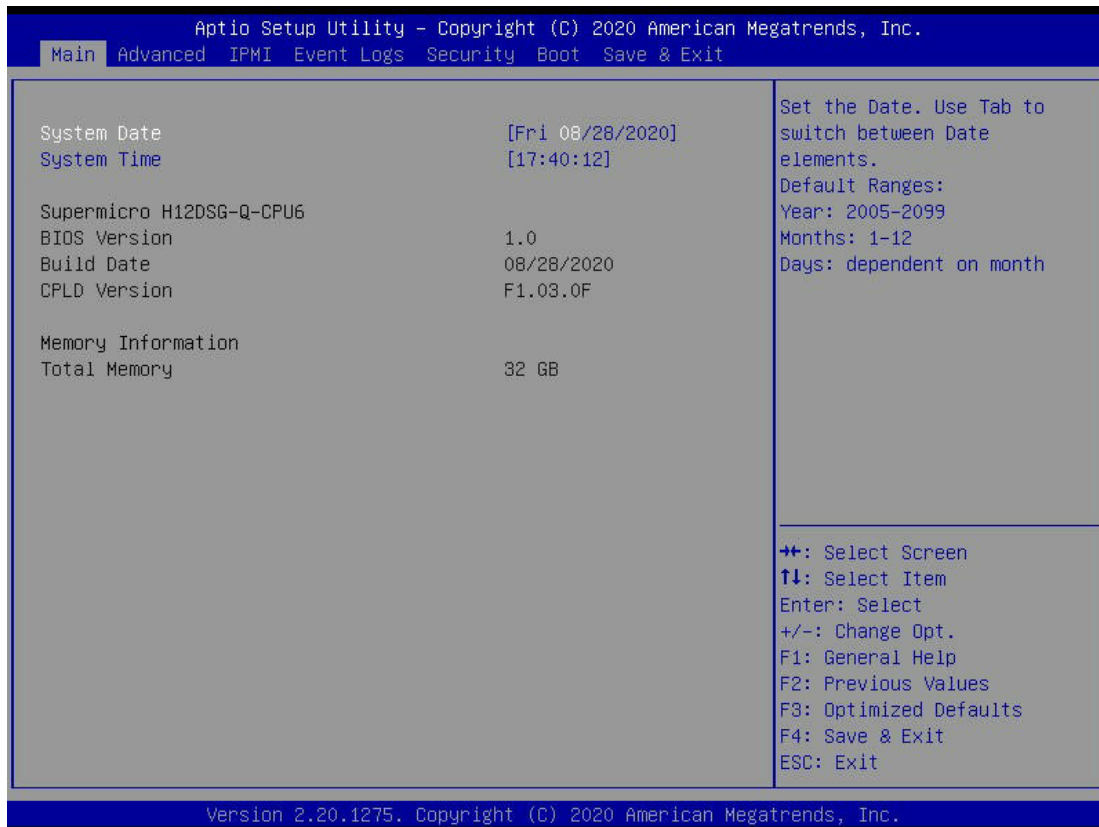 Aptio Setup Utility – Copyright (C) 2020 American Megatrends, Inc.
Main Advanced IPMI Event Logs Security Boot Save & Exit
System Date [Fri 08/28/2020]
System Time [17:40:12]
Supermicro H12DSG-Q-CPU6
BIOS Version 1.0
Build Date 08/28/2020
CPLD Version F1.03.0F
Memory Information
Total Memory 32 GB
Set the Date. Use Tab to
switch between Date
elements.
Default Ranges:
Year: 2005-2099
Months: 1-12
Days: dependent on month
→←: Select Screen
↑↓: Select Item
Enter: Select
+/-: Change Opt.
F1: General Help
F2: Previous Values
F3: Optimized Defaults
F4: Save & Exit
ESC: Exit
Version 2.20.1275. Copyright (C) 2020 American Megatrends, Inc.